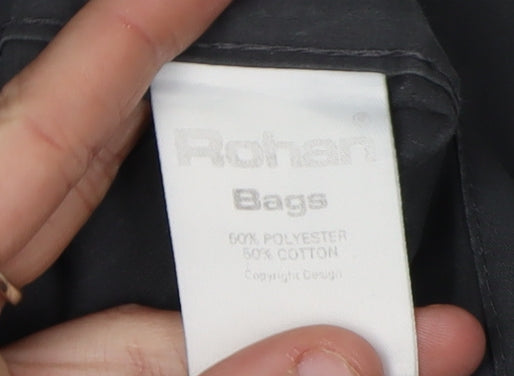 Rohan®
Bags
50% POLYESTER
50% COTTON
Copyright Design